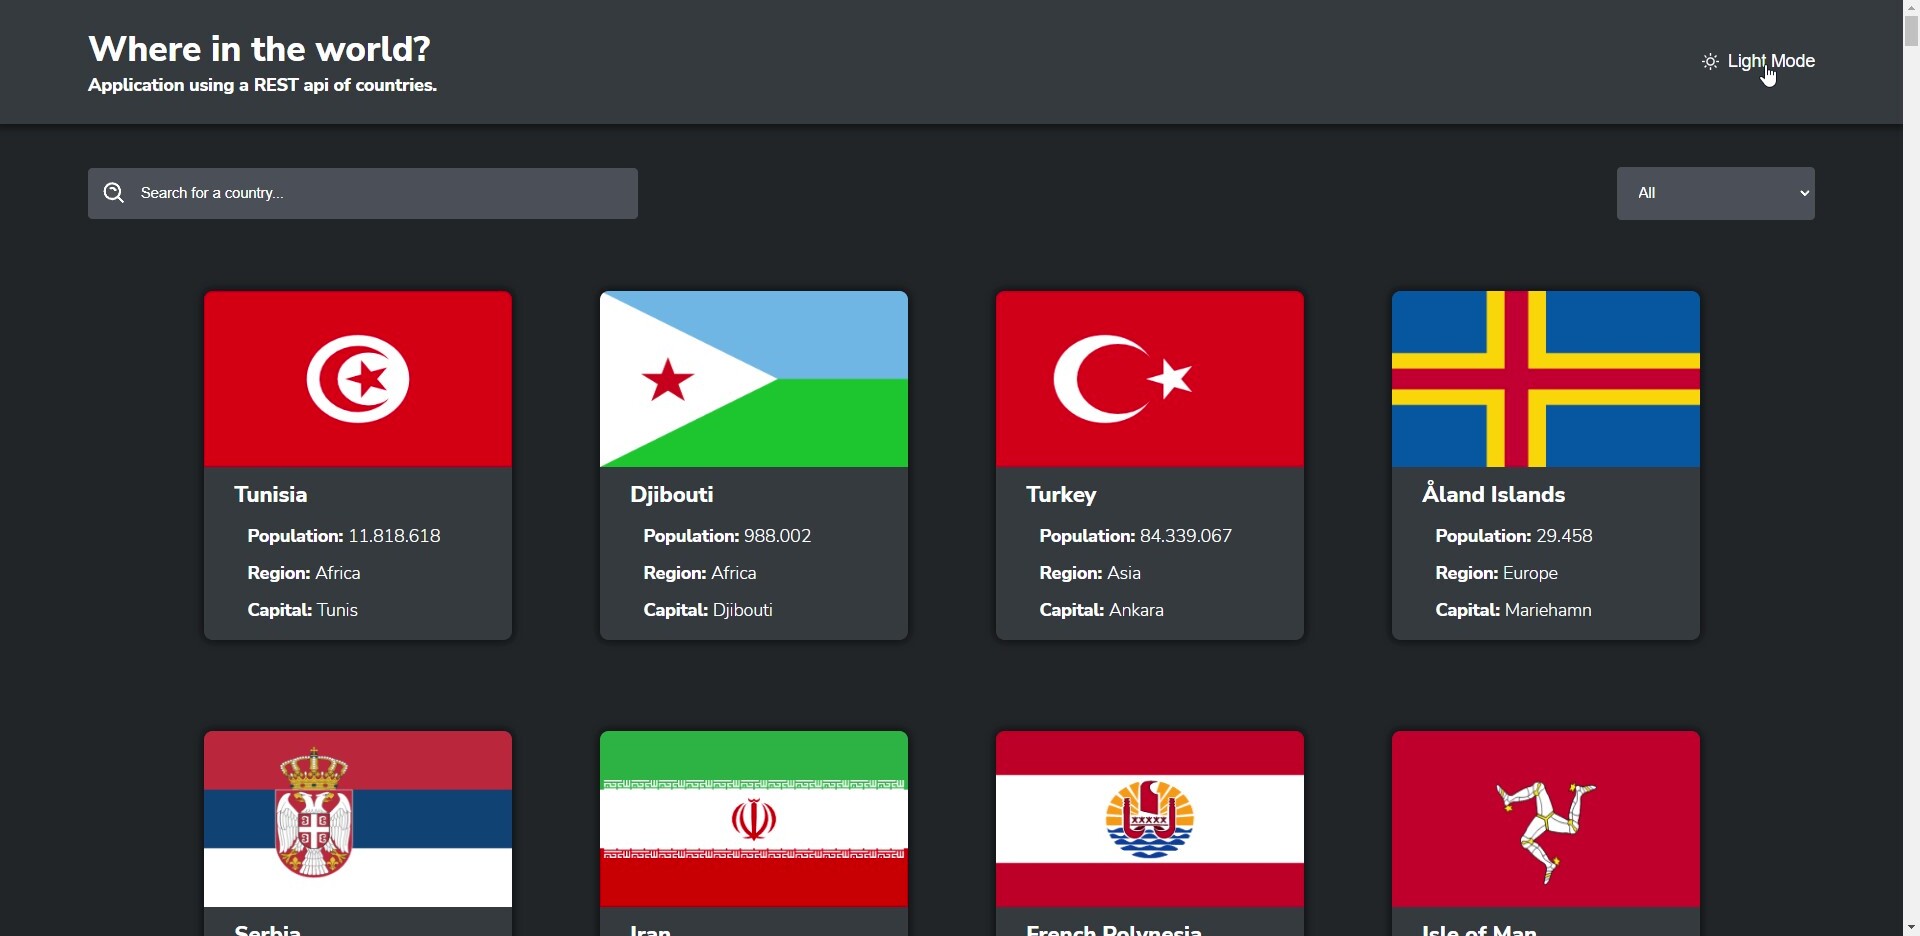 Where in the world?
Application using a REST api of countries.
Light Mode
Search for a country...
All
Tunisia
Population: 11.818.618
Region: Africa
Capital: Tunis
Djibouti
Population: 988.002
Region: Africa
Capital: Djibouti
Turkey
Population: 84.339.067
Region: Asia
Capital: Ankara
Åland Islands
Population: 29.458
Region: Europe
Capital: Mariehamn
Serbia
Iran
French Polynesia
Isle of Man